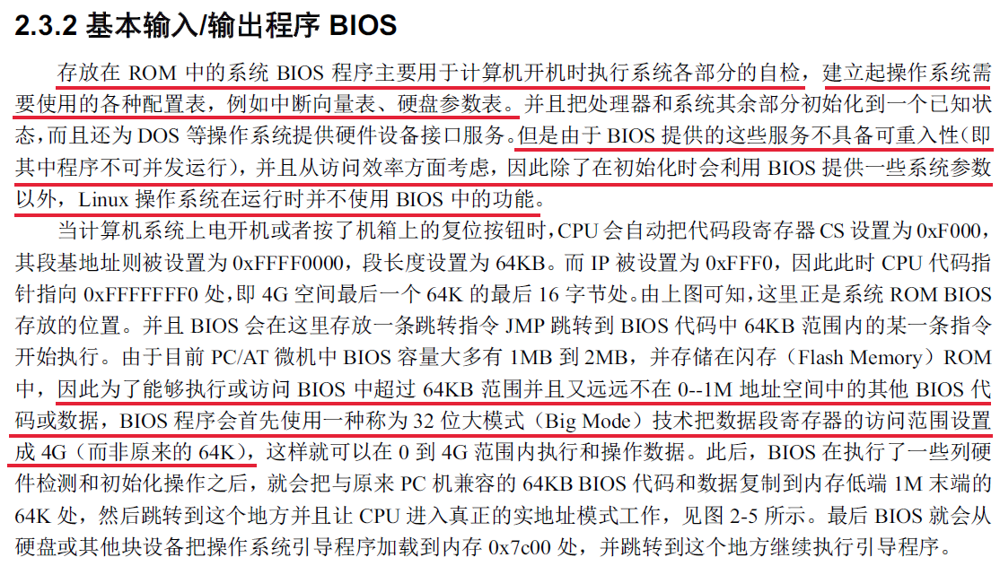 2.3.2 基本输入/输出程序 BIOS
存放在 ROM 中的系统 BIOS 程序主要用于计算机开机时执行系统各部分的自检，建立起操作系统需
要使用的各种配置表，例如中断向量表、硬盘参数表。并且把处理器和系统其余部分初始化到一个已知状
态，而且还为 DOS 等操作系统提供硬件设备接口服务。但是由于 BIOS 提供的这些服务不具备可重入性（即
其中程序不可并发运行），并且从访问效率方面考虑，因此除了在初始化时会利用 BIOS 提供一些系统参数
以外，Linux 操作系统在运行时并不使用 BIOS 中的功能。
当计算机系统上电开机或者按了机箱上的复位按钮时，CPU 会自动把代码段寄存器 CS 设置为 0xF000，
其段基地址则被设置为 0xFFFF0000，段长度设置为 64KB。而 IP 被设置为 0xFFF0，因此此时 CPU 代码指
针指向 0xFFFFFFF0 处，即 4G 空间最后一个 64K 的最后 16 字节处。由上图可知，这里正是系统 ROM BIOS
存放的位置。并且 BIOS 会在这里存放一条跳转指令 JMP 跳转到 BIOS 代码中 64KB 范围内的某一条指令
开始执行。由于目前 PC/AT 微机中 BIOS 容量大多有 1MB 到 2MB，并存储在闪存（Flash Memory）ROM
中，因此为了能够执行或访问 BIOS 中超过 64KB 范围并且又远远不在 0--1M 地址空间中的其他 BIOS 代
码或数据，BIOS 程序会首先使用一种称为 32 位大模式（Big Mode）技术把数据段寄存器的访问范围设置
成 4G（而非原来的 64K），这样就可以在 0 到 4G 范围内执行和操作数据。此后，BIOS 在执行了一些列硬
件检测和初始化操作之后，就会把与原来 PC 机兼容的 64KB BIOS 代码和数据复制到内存低端 1M 末端的
64K 处，然后跳转到这个地方并且让 CPU 进入真正的实地址模式工作，见图 2-5 所示。最后 BIOS 就会从
硬盘或其他块设备把操作系统引导程序加载到内存 0x7c00 处，并跳转到这个地方继续执行引导程序。